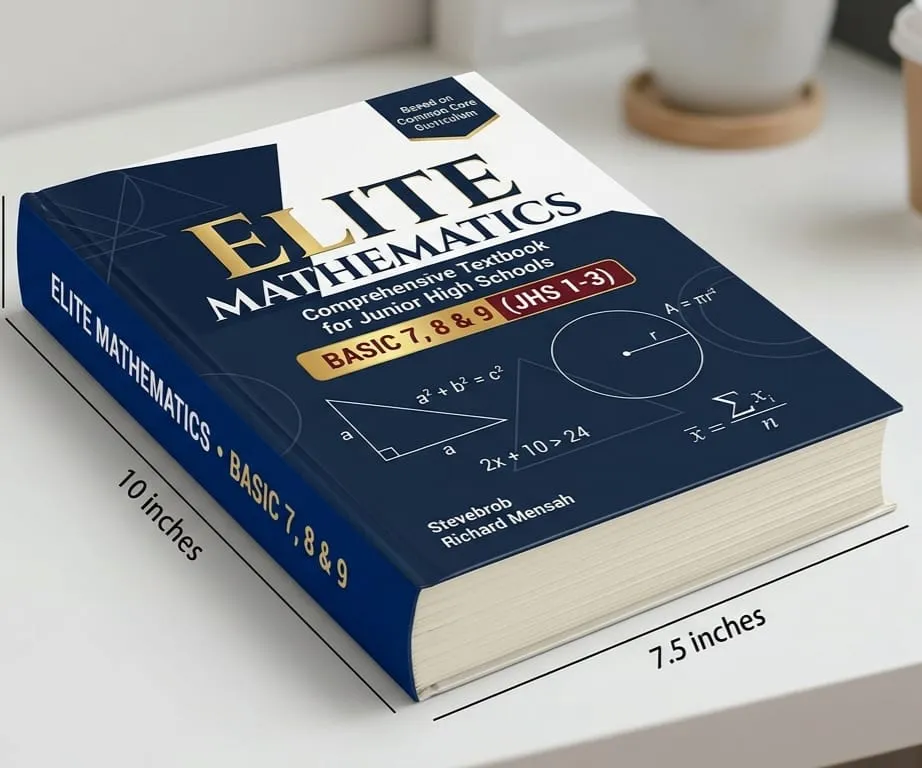 Based on
Common Core
Curriculum
ELITE
MATHEMATICS
Comprehensive Textbook
for Junior High Schools
BASIC 7, 8 & 9 (JHS 1-3)
A = πr²
r
a² + b² = c²
a
a
2x + 10 > 24
x̄ = ∑xᵢ / n
Stevebrob
Richard Mensah
ELITE MATHEMATICS • BASIC 7, 8 & 9
10 inches
7.5 inches